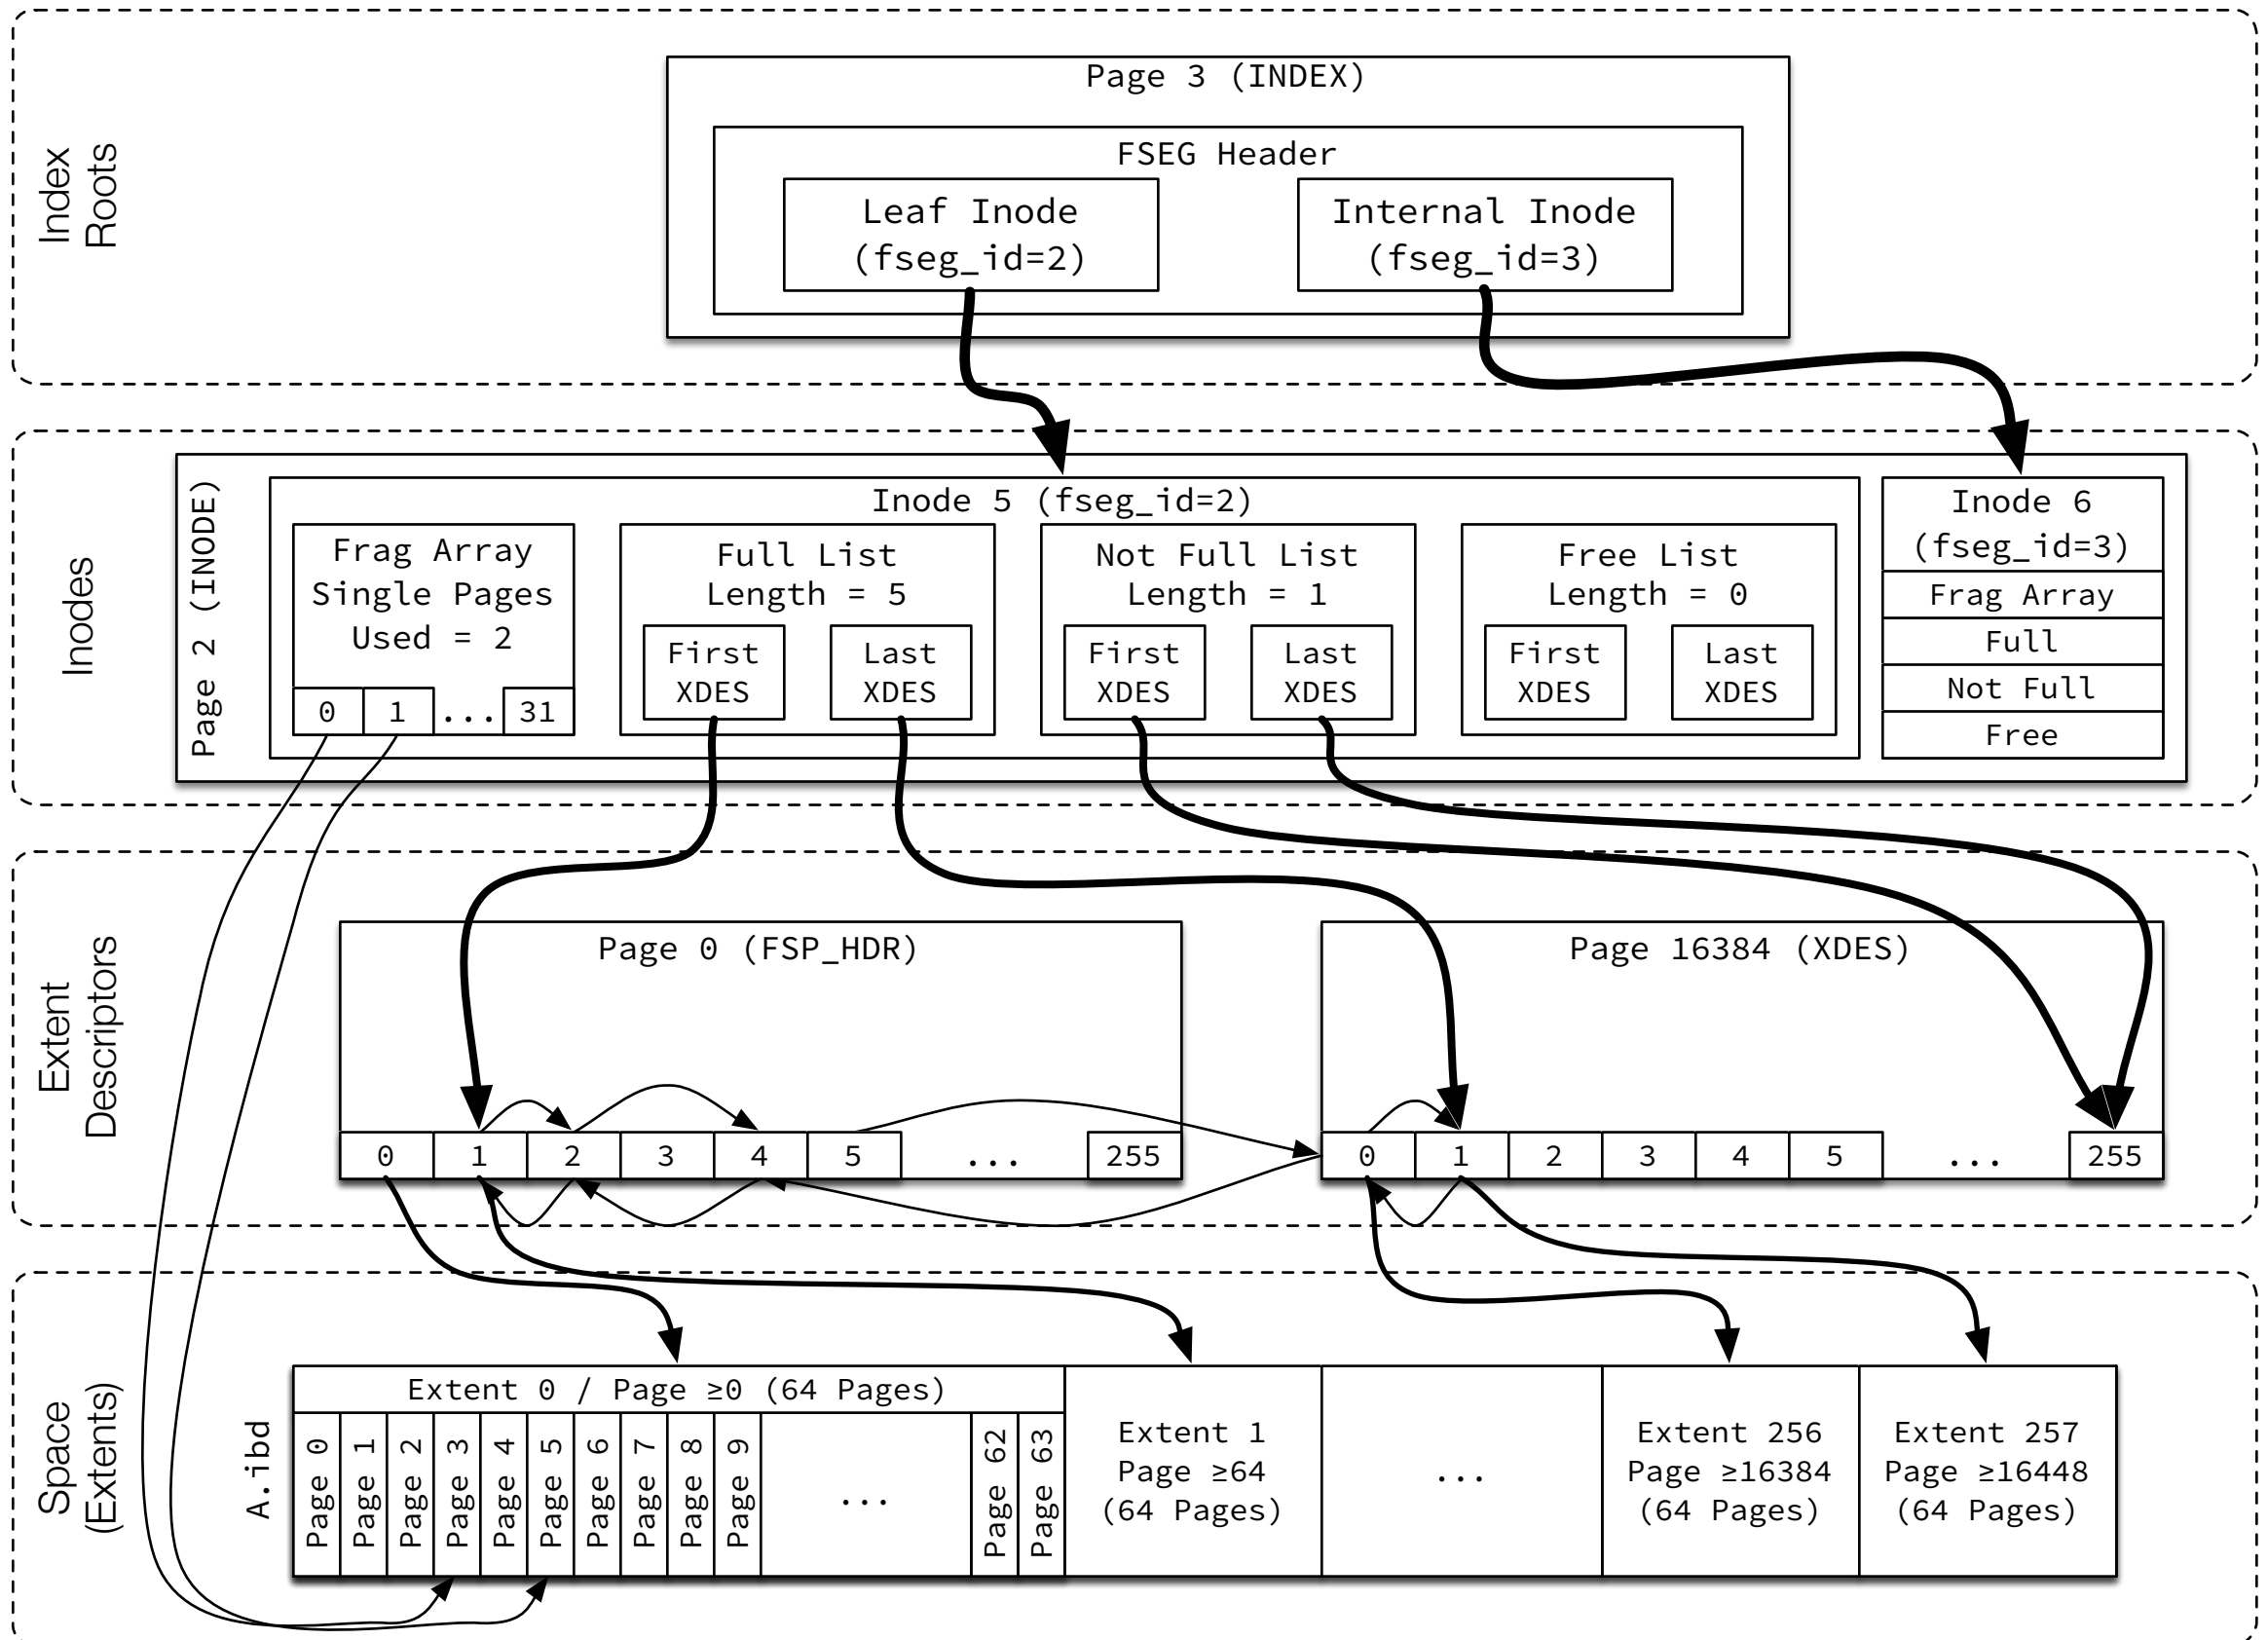 Index
Roots
Page 3 (INDEX)
FSEG Header
Leaf Inode
(fseg_id=2)
Internal Inode
(fseg_id=3)
Inodes
Page 2 (INODE)
Inode 5 (fseg_id=2)
Frag Array
Single Pages
Used = 2
0
1
...
31
Full List
Length = 5
First
XDES
Last
XDES
Not Full List
Length = 1
First
XDES
Last
XDES
Free List
Length = 0
First
XDES
Last
XDES
Inode 6
(fseg_id=3)
Frag Array
Full
Not Full
Free
Extent
Descriptors
Page 0 (FSP_HDR)
0
1
2
3
4
5
...
255
Page 16384 (XDES)
0
1
2
3
4
5
...
255
Space
(Extents)
A.ibd
Extent 0 / Page ≥0 (64 Pages)
Page 0
Page 1
Page 2
Page 3
Page 4
Page 5
Page 6
Page 7
Page 8
Page 9
...
Page 62
Page 63
Extent 1
Page ≥64
(64 Pages)
...
Extent 256
Page ≥16384
(64 Pages)
Extent 257
Page ≥16448
(64 Pages)